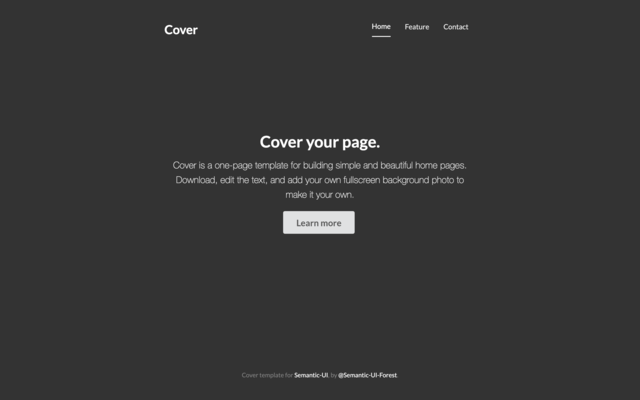 Cover
Home Feature Contact
Cover your page.
Cover is a one-page template for building simple and beautiful home pages.
Download, edit the text, and add your own fullscreen background photo to
make it your own.
Learn more
Cover template for Semantic-UI, by @Semantic-UI-Forest.